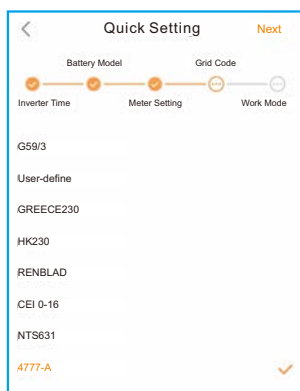 Quick Setting Next
Battery Model Grid Code
Inverter Time Meter Setting Work Mode
G59/3
User-define
GREECE230
HK230
RENBLAD
CEI 0-16
NTS631
4777-A